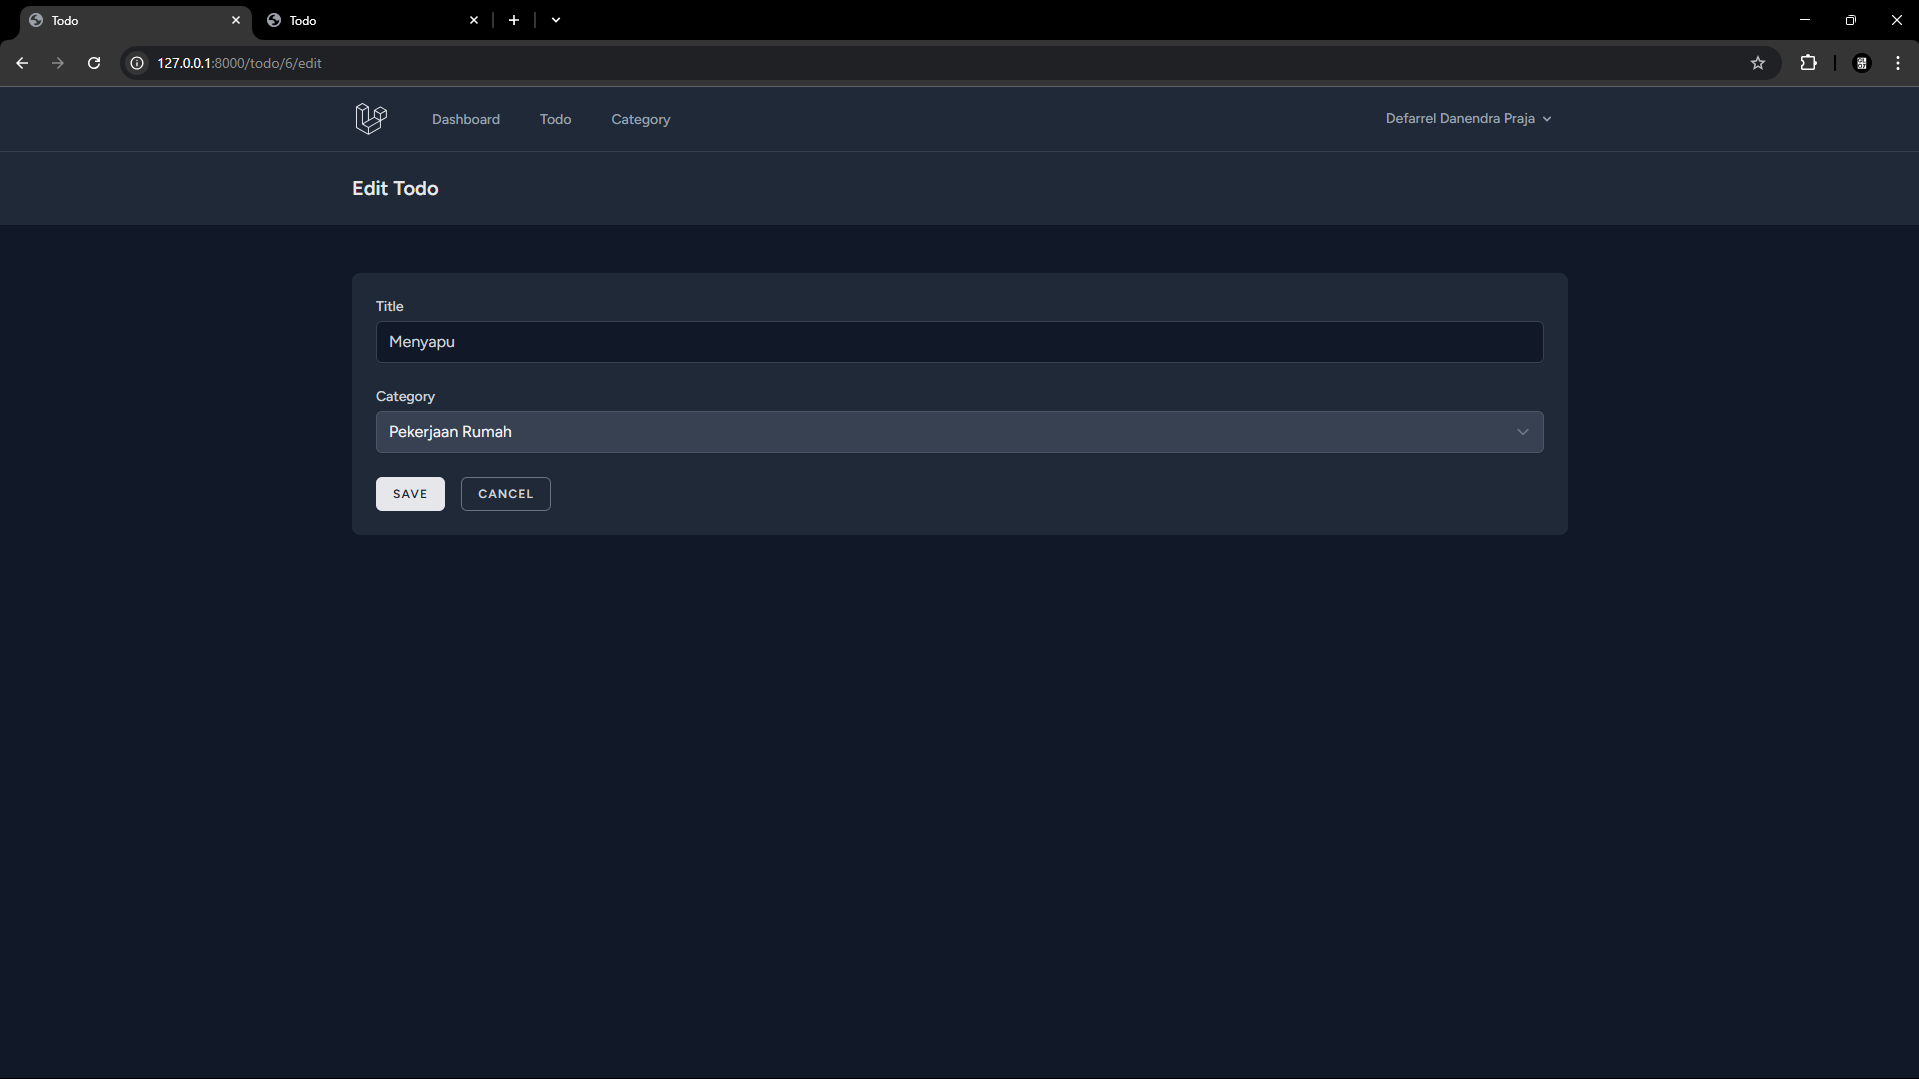 Todo
Todo
127.0.0.1:8000/todo/6/edit
Dashboard Todo Category Defarrel Danendra Praja
Edit Todo
Title
Menyapu
Category
Pekerjaan Rumah
SAVE CANCEL